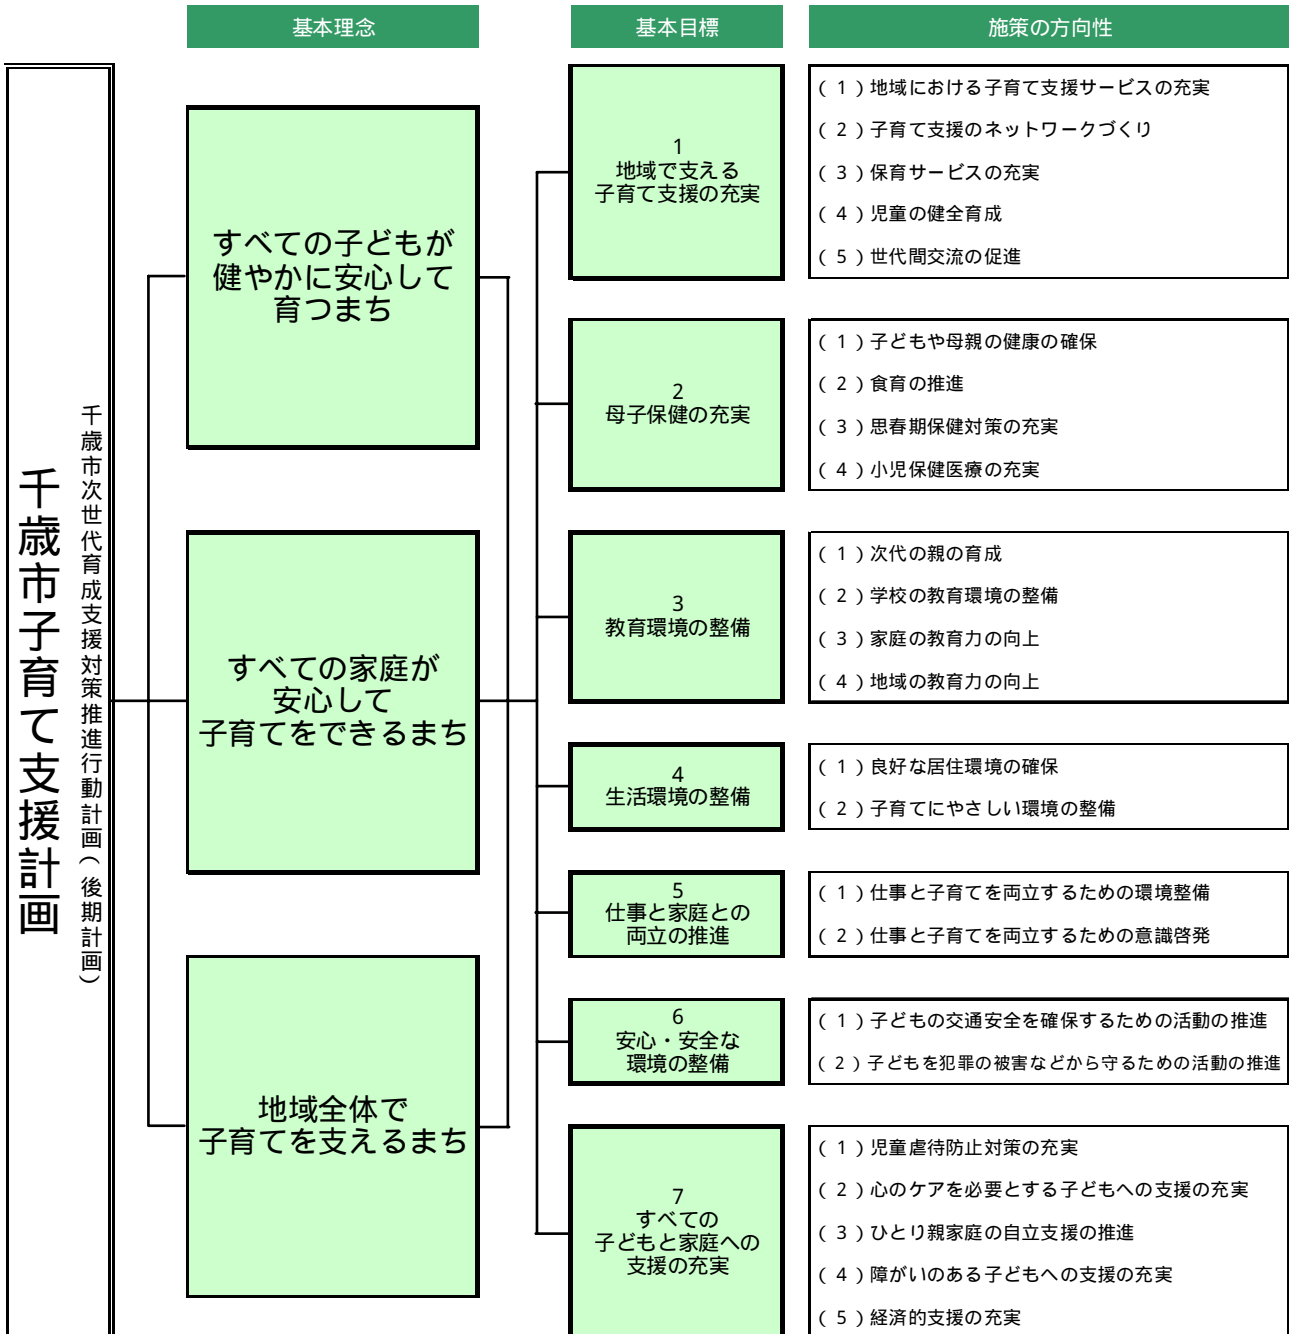 基本理念
基本目標
施策の方向性
千歳市子育て支援計画
千歳市次世代育成支援対策推進行動計画（後期計画）
すべての子どもが
健やかに安心して
育つまち
すべての家庭が
安心して
子育てをできるまち
地域全体で
子育てを支えるまち
1
地域で支える
子育て支援の充実
(1)地域における子育て支援サービスの充実
(2)子育て支援のネットワークづくり
(3)保育サービスの充実
(4)児童の健全育成
(5)世代間交流の促進
2
母子保健の充実
(1)子どもや母親の健康の確保
(2)食育の推進
(3)思春期保健対策の充実
(4)小児保健医療の充実
3
教育環境の整備
(1)次代の親の育成
(2)学校の教育環境の整備
(3)家庭の教育力の向上
(4)地域の教育力の向上
4
生活環境の整備
(1)良好な居住環境の確保
(2)子育てにやさしい環境の整備
5
仕事と家庭との
両立の推進
(1)仕事と子育てを両立するための環境整備
(2)仕事と子育てを両立するための意識啓発
6
安心・安全な
環境の整備
(1)子どもの交通安全を確保するための活動の推進
(2)子どもを犯罪の被害などから守るための活動の推進
7
すべての
子どもと家庭への
支援の充実
(1)児童虐待防止対策の充実
(2)心のケアを必要とする子どもへの支援の充実
(3)ひとり親家庭の自立支援の推進
(4)障がいのある子どもへの支援の充実
(5)経済的支援の充実